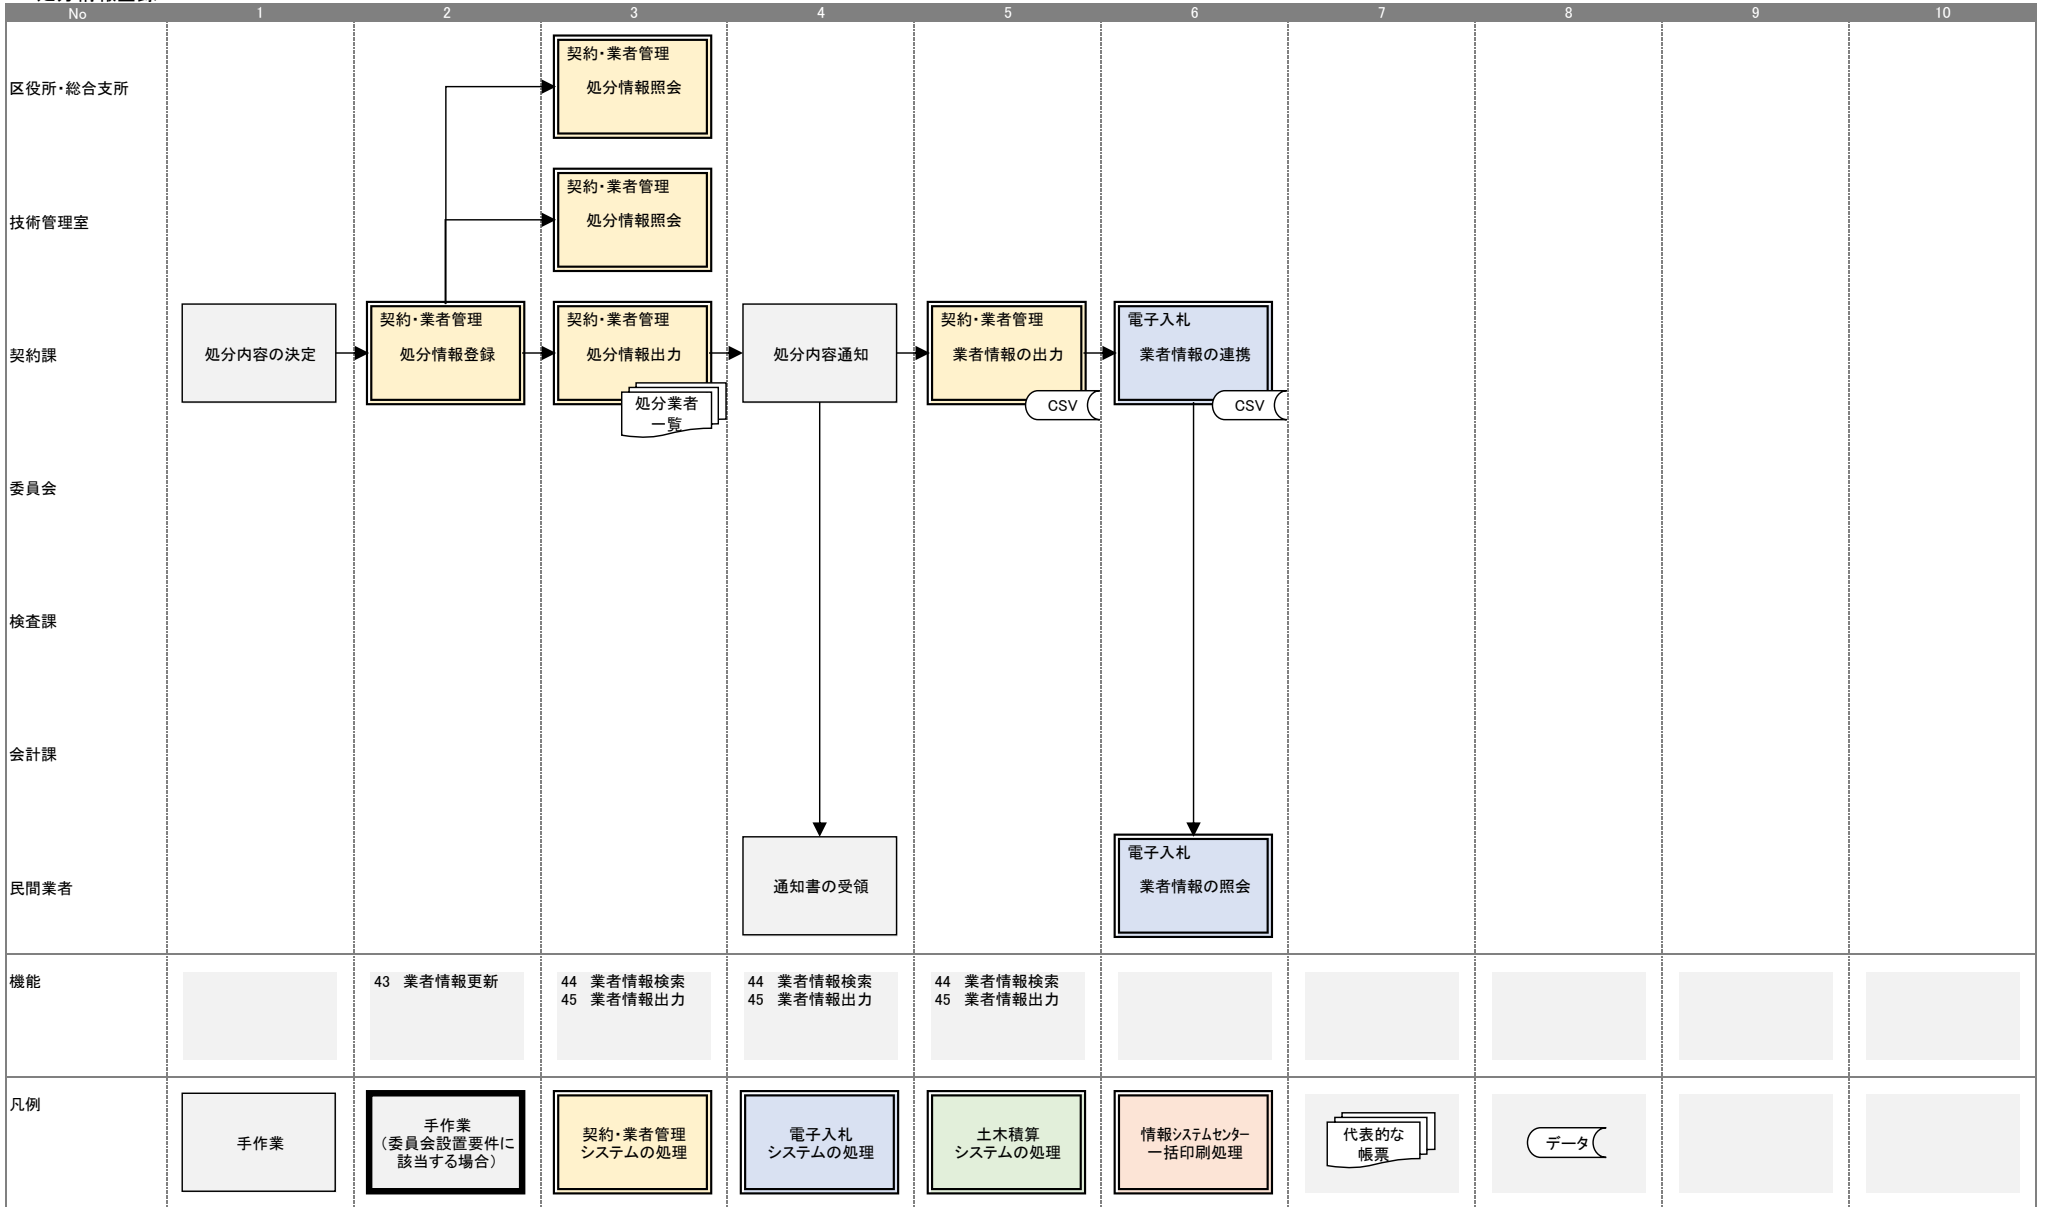 No 1 2 3 4 5 6 7 8 9 10
区役所・総合支所
契約・業者管理
処分情報照会
技術管理室
契約・業者管理
処分情報照会
契約課
処分内容の決定
契約・業者管理
処分情報登録
契約・業者管理
処分情報出力
処分業者
一覧
処分内容通知
契約・業者管理
業者情報の出力
CSV
電子入札
業者情報の連携
CSV
委員会
検査課
会計課
民間業者
通知書の受領
電子入札
業者情報の照会
機能
43 業者情報更新
44 業者情報検索
45 業者情報出力
44 業者情報検索
45 業者情報出力
44 業者情報検索
45 業者情報出力
凡例
手作業
手作業
（委員会設置要件に
該当する場合）
契約・業者管理
システムの処理
電子入札
システムの処理
土木積算
システムの処理
情報ｼｽﾃﾑｾﾝﾀｰ
一括印刷処理
代表的な
帳票
データ